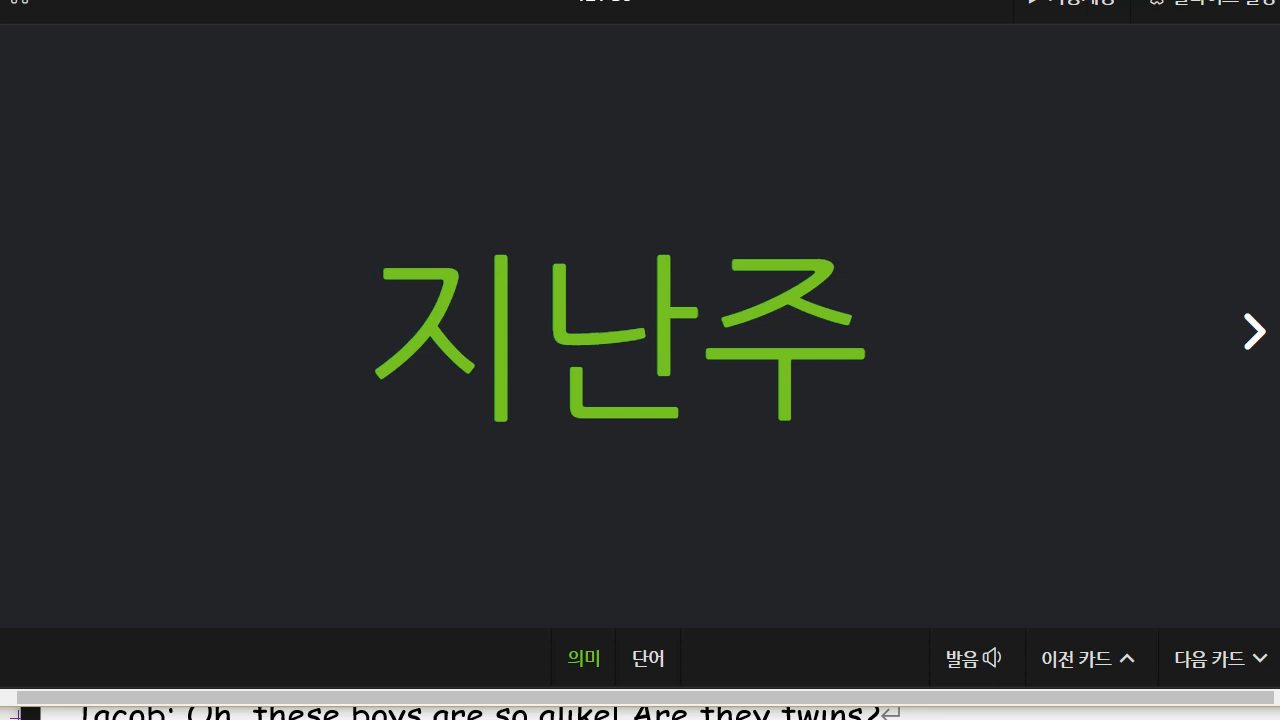 지난주
의미
단어
발음
이전 카드
다음 카드
Jacob: Oh, these boys are so alike! Are they twins?